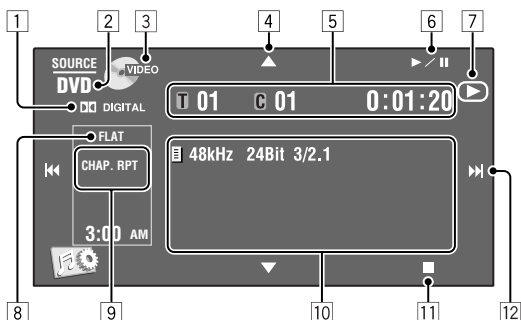 1 2 3 4 5 6 7
SOURCE
DVD
VIDEO
DIGITAL
T 01 C 01 0:01:20
8 FLAT
CHAP. RPT
48kHz 24Bit 3/2.1
3:00 AM
8 9 10 11 12